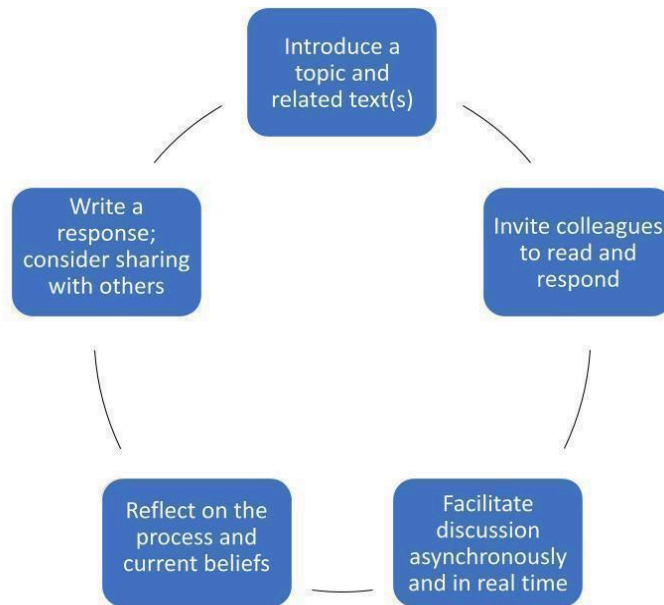 Introduce a
topic and
related text(s)
Invite colleagues
to read and
respond
Facilitate
discussion
asynchronously
and in real time
Reflect on the
process and
current beliefs
Write a
response;
consider sharing
with others